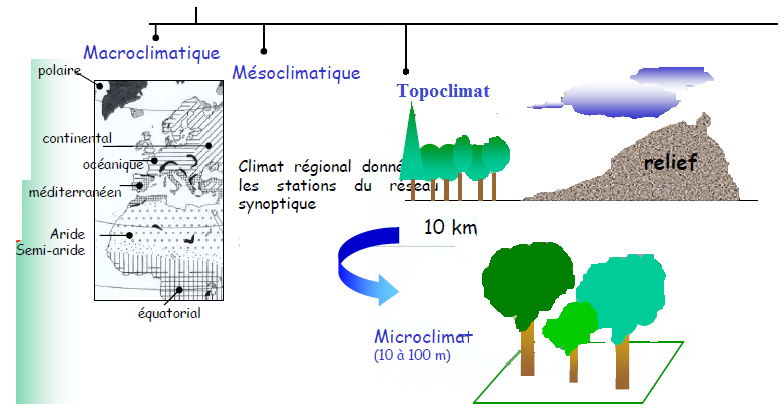 Macroclimatique
Mésoclimatique
Topoclimat
polaire
continental
océanique
méditerranéen
Aride
Semi-aride
équatorial
Climat régional donné
les stations du réseau
synoptique
relief
10 km
Microclimat
(10 à 100 m)